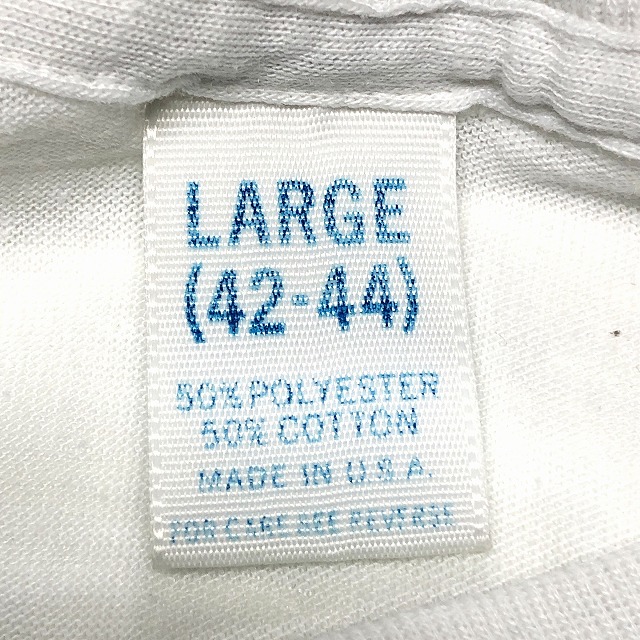 LARGE
(42-44)
50% POLYESTER
50% COTTON
MADE IN U.S.A.
FOR CARE SEE REVERSE